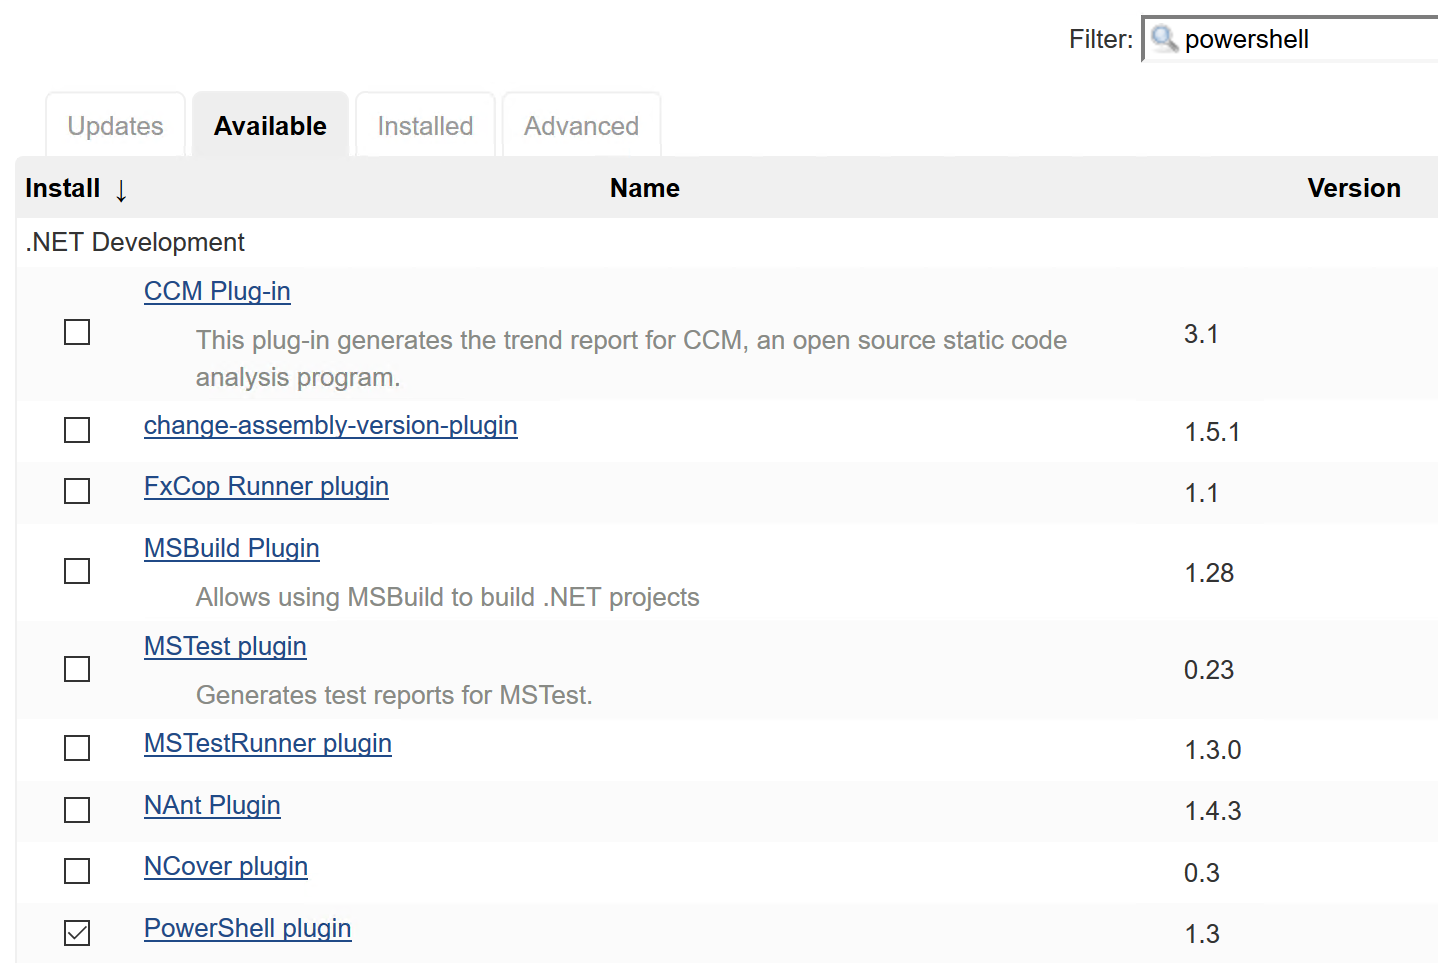 Filter: powershell
Updates Available Installed Advanced
Install ↓ Name Version
.NET Development
CCM Plug-in
This plug-in generates the trend report for CCM, an open source static code
analysis program.
3.1
change-assembly-version-plugin 1.5.1
FxCop Runner plugin 1.1
MSBuild Plugin
Allows using MSBuild to build .NET projects
1.28
MSTest plugin
Generates test reports for MSTest.
0.23
MSTestRunner plugin 1.3.0
NAnt Plugin 1.4.3
NCover plugin 0.3
PowerShell plugin 1.3